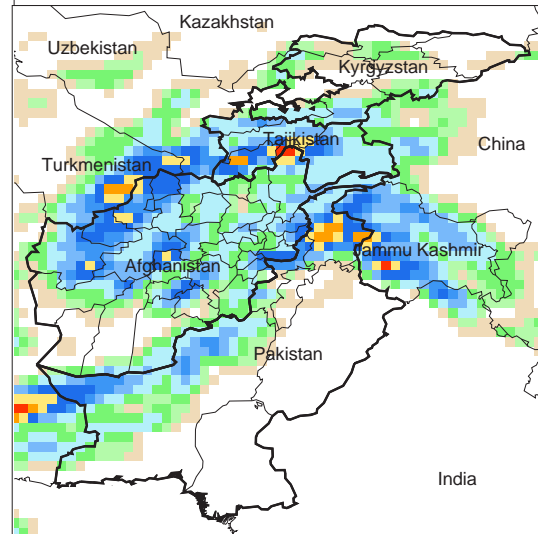 Kazakhstan
Uzbekistan
Kyrgyzstan
Tajikistan
China
Turkmenistan
Jammu Kashmir
Afghanistan
Pakistan
India